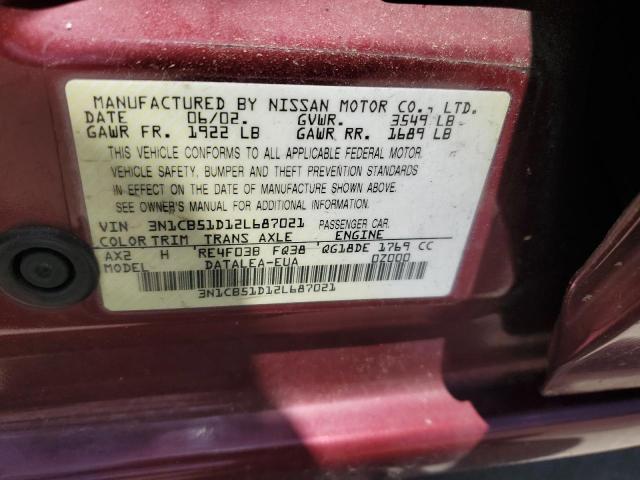 MANUFACTURED BY NISSAN MOTOR CO., LTD.
DATE 06/02. GVWR. 3549 LB
GAWR FR. 1922 LB GAWR RR. 1689 LB
THIS VEHICLE CONFORMS TO ALL APPLICABLE FEDERAL MOTOR
VEHICLE SAFETY, BUMPER AND THEFT PREVENTION STANDARDS
IN EFFECT ON THE DATE OF MANUFACTURE SHOWN ABOVE.
SEE OWNER'S MANUAL FOR ADDITIONAL INFORMATION.
VIN 3N1CB51D12L687021 PASSENGER CAR.
COLOR TRIM TRANS AXLE ENGINE
AX2 H RE4F03B FQ38 QG18DE 1769 CC
MODEL DATALEA-EUA 0Z000
3N1CB51D12L687021